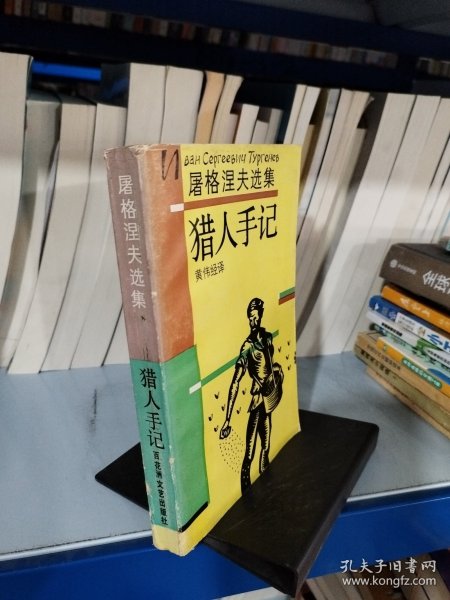 Иван Сергеевич Тургенев
屠格涅夫选集
猎人手记
黄伟经译
屠格涅夫选集
猎人手记
百花洲文艺出版社
全球
孔夫子旧书网
www.kongfz.com